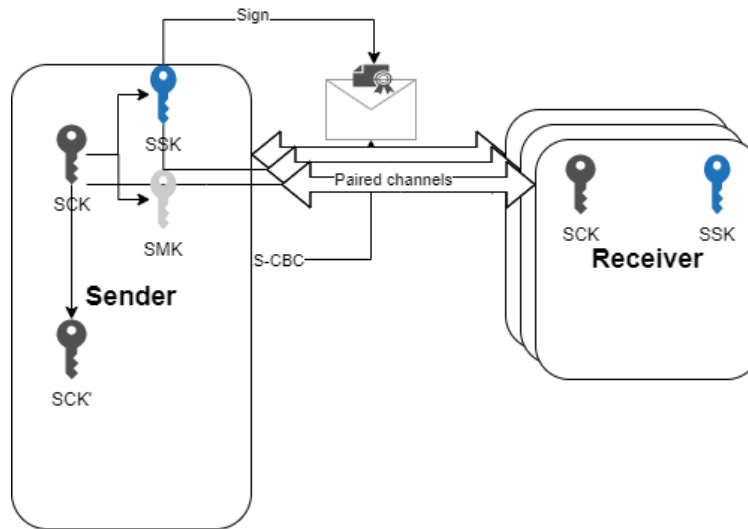 Sign
SSK
SCK
Paired channels
SMK
SCK
SSK
S-CBC
Receiver
Sender
SCK'